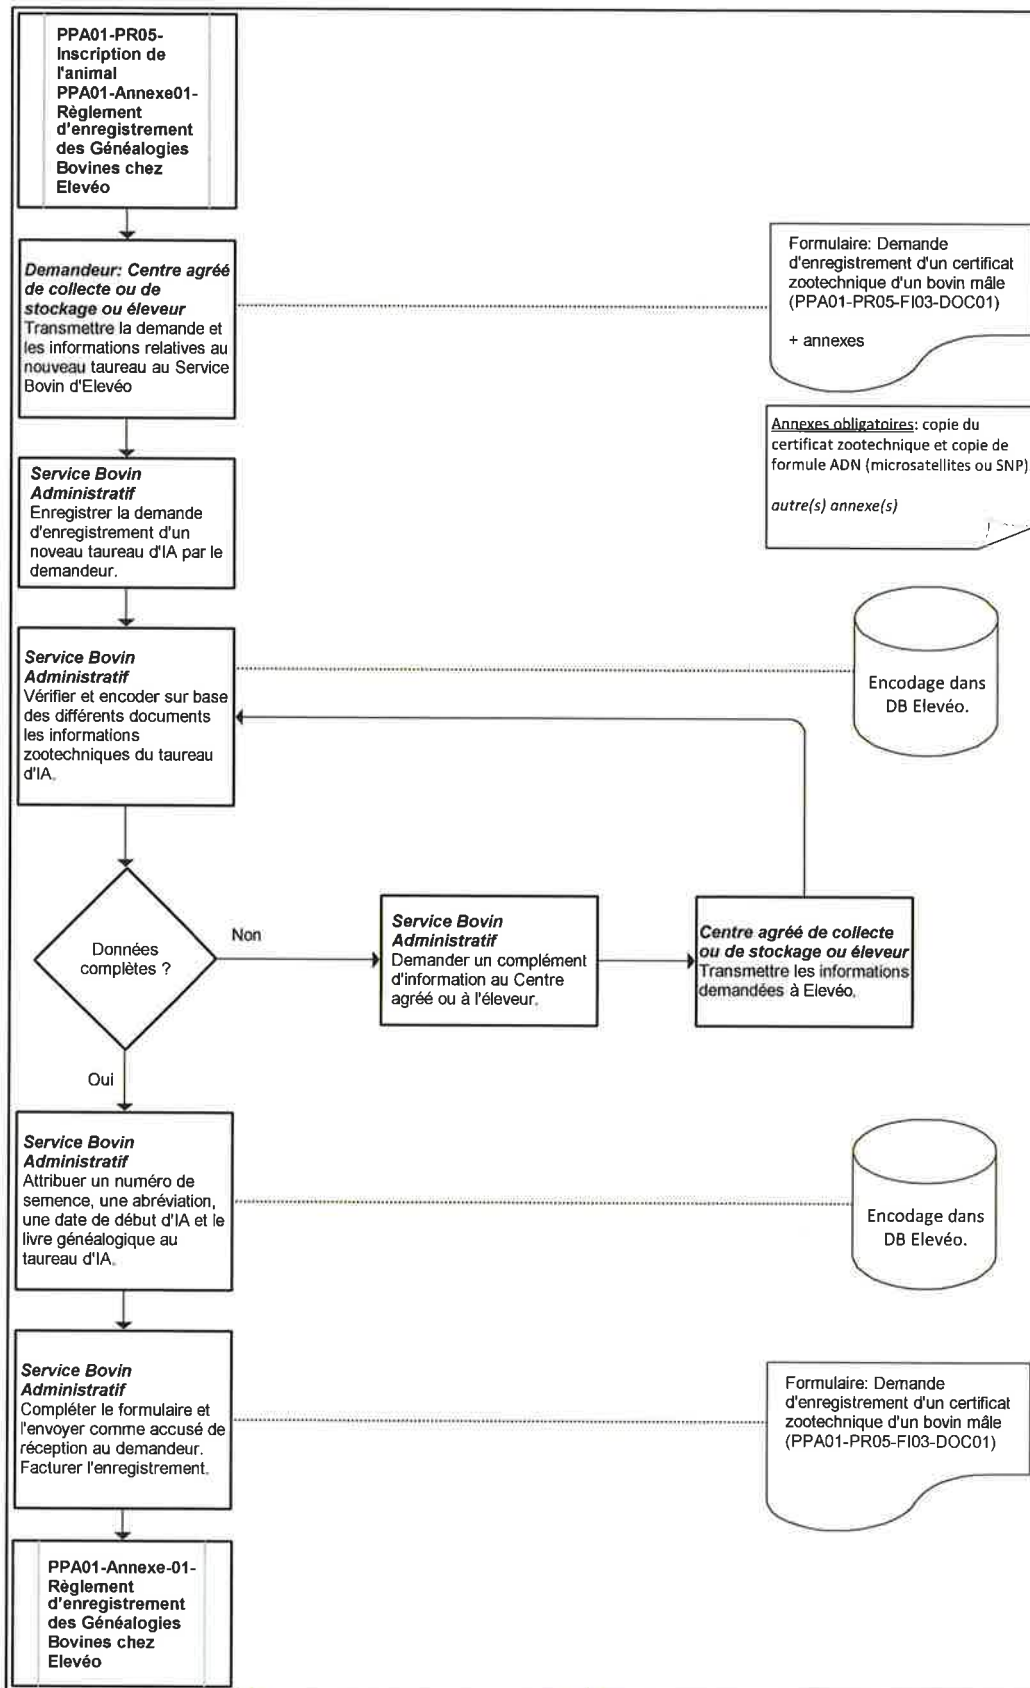 PPA01-PR05-
Inscription de
l'animal
PPA01-Annexe01-
Règlement
d'enregistrement
des Généalogies
Bovines chez
Elevéo
Demandeur: Centre agréé
de collecte ou de
stockage ou éleveur
Transmettre la demande et
les informations relatives au
nouveau taureau au Service
Bovin d'Elevéo
Formulaire: Demande
d'enregistrement d'un certificat
zootechnique d'un bovin mâle
(PPA01-PR05-FI03-DOC01)
+ annexes
Annexes obligatoires: copie du
certificat zootechnique et copie de
formule ADN (microsatellites ou SNP)
autre(s) annexe(s)
Service Bovin
Administratif
Enregistrer la demande
d'enregistrement d'un
noveau taureau d'IA par le
demandeur.
Service Bovin
Administratif
Vérifier et encoder sur base
des différents documents
les informations
zootechniques du taureau
d'IA.
Encodage dans
DB Elevéo.
Données
complètes ?
Non
Service Bovin
Administratif
Demander un complément
d'information au Centre
agréé ou à l'éleveur.
Centre agréé de collecte
ou de stockage ou éleveur
Transmettre les informations
demandées à Elevéo.
Oui
Service Bovin
Administratif
Attribuer un numéro de
semence, une abréviation,
une date de début d'IA et le
livre généalogique au
taureau d'IA.
Encodage dans
DB Elevéo.
Service Bovin
Administratif
Compléter le formulaire et
l'envoyer comme accusé de
réception au demandeur.
Facturer l'enregistrement.
Formulaire: Demande
d'enregistrement d'un certificat
zootechnique d'un bovin mâle
(PPA01-PR05-FI03-DOC01)
PPA01-Annexe-01-
Règlement
d'enregistrement
des Généalogies
Bovines chez
Elevéo